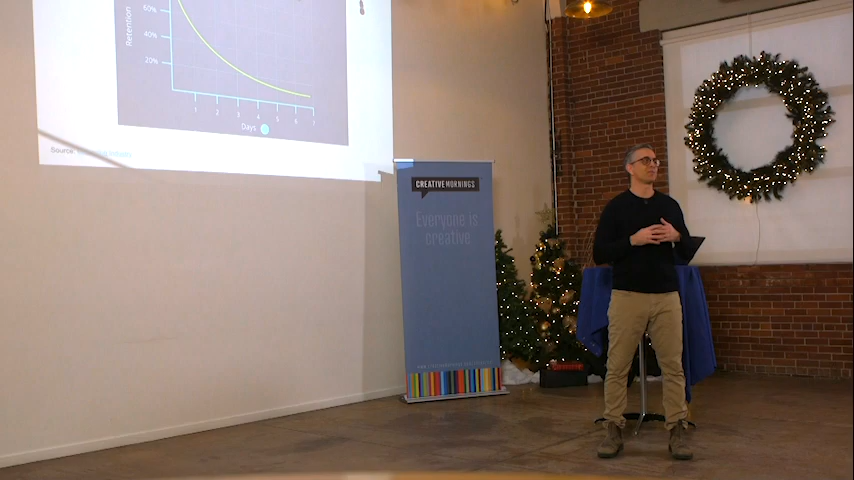 Retention
60%
40%
20%
1 2 3 4 5 6 7
Days
Source:
CREATIVEMORNINGS
Everyone is
creative